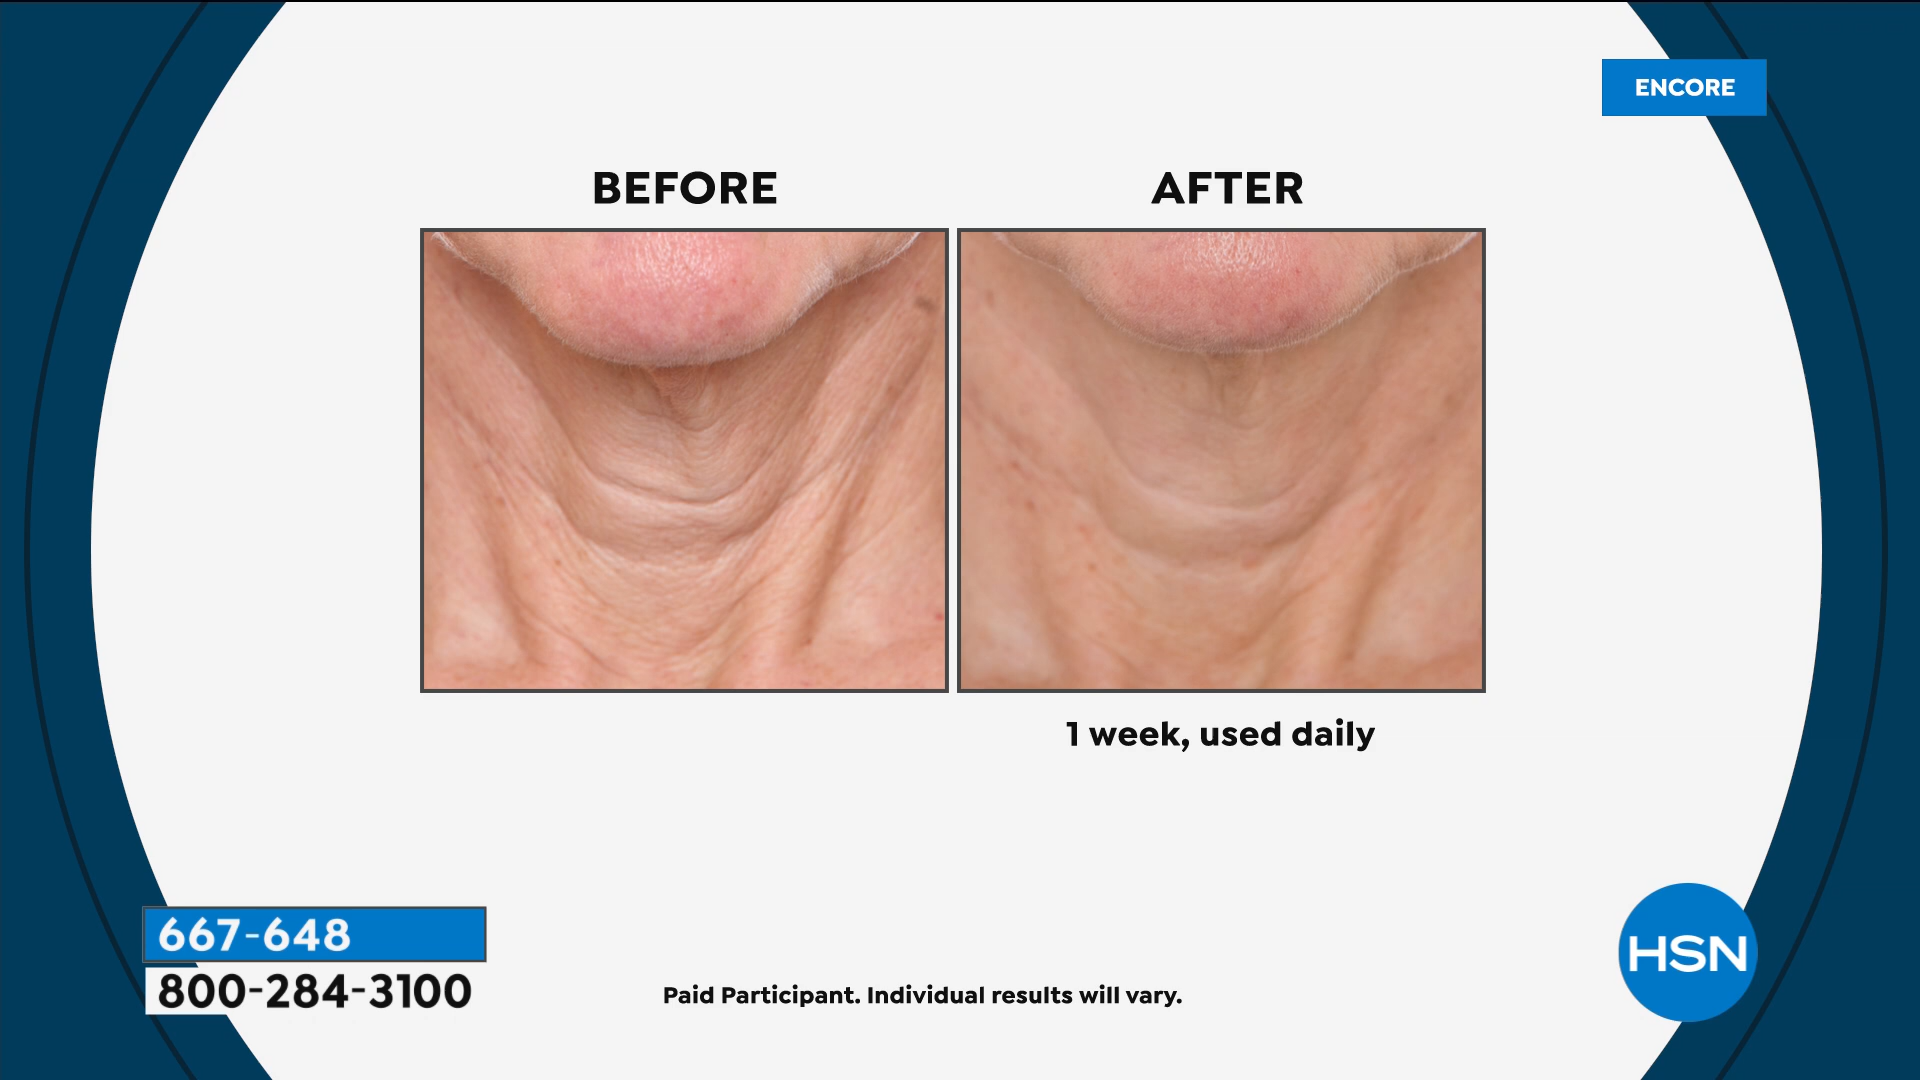 ENCORE
BEFORE
AFTER
1 week, used daily
667-648
800-284-3100
Paid Participant. Individual results will vary.
HSN